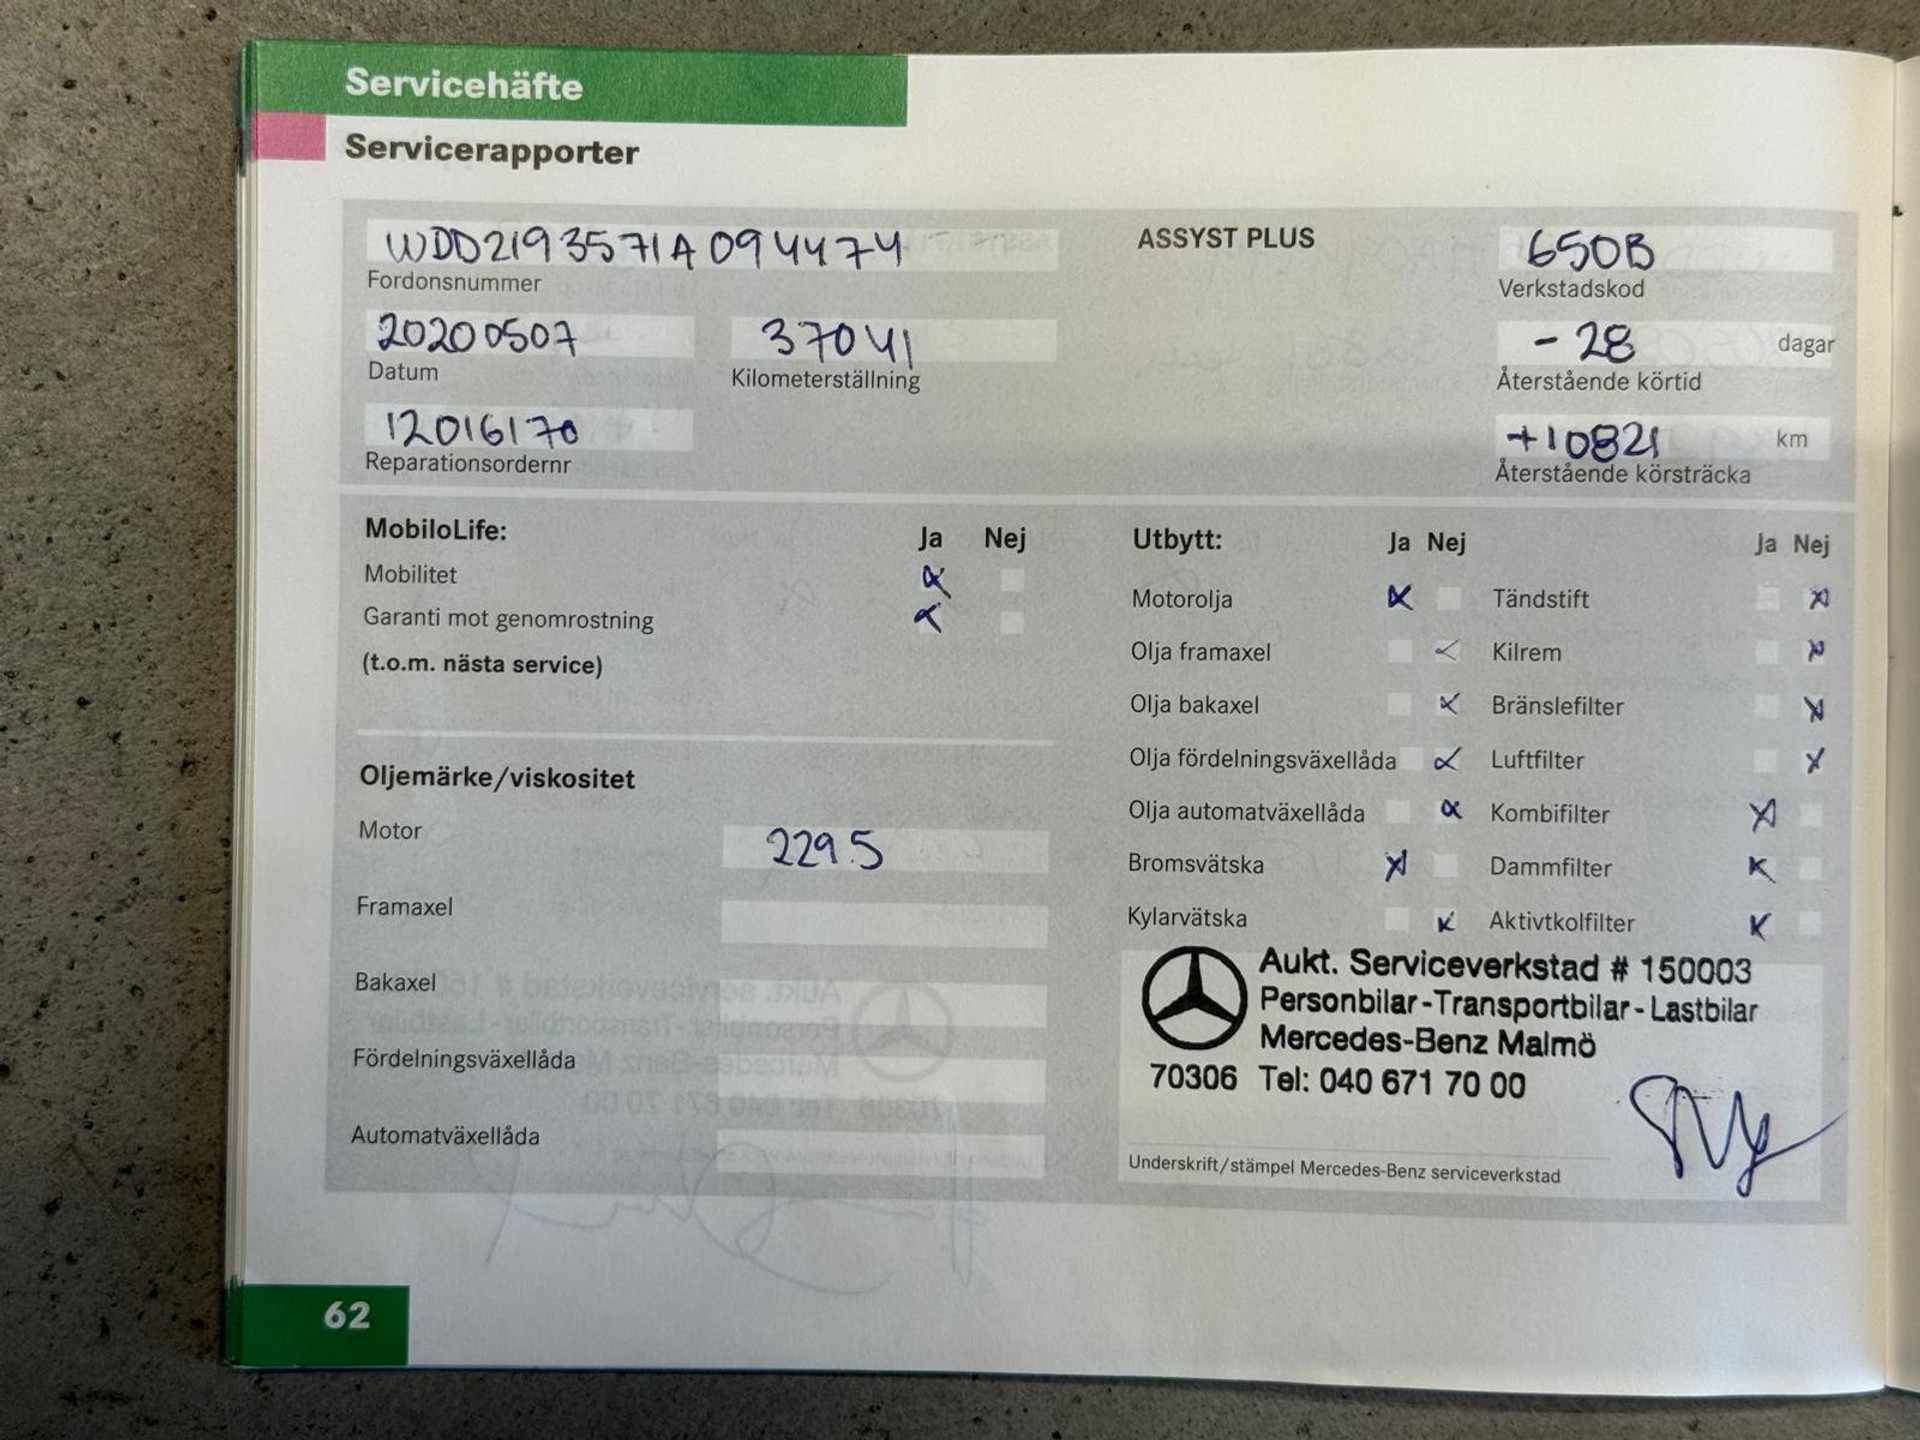 Servicehäfte
Servicerapporter
WDD2193571A094474
Fordonsnummer
20200507
Datum
37041
Kilometerställning
12016170
Reparationsordernr
ASSYST PLUS
650B
Verkstadskod
-28 dagar
Återstående körtid
+10821 km
Återstående körsträcka
MobiloLife: Ja Nej
Mobilitet
Garanti mot genomrostning
(t.o.m. nästa service)
Oljemärke/viskositet
Motor 229.5
Framaxel
Bakaxel
Fördelningsväxellåda
Automatväxellåda
Utbytt: Ja Nej Ja Nej
Motorolja Tändstift
Olja framaxel Kilrem
Olja bakaxel Bränslefilter
Olja fördelningsväxellåda Luftfilter
Olja automatväxellåda Kombifilter
Bromsvätska Dammfilter
Kylarvätska Aktivtkolfilter
Aukt. Serviceverkstad # 150003
Personbilar-Transportbilar-Lastbilar
Mercedes-Benz Malmö
70306 Tel: 040 671 70 00
Underskrift/stämpel Mercedes-Benz serviceverkstad
62